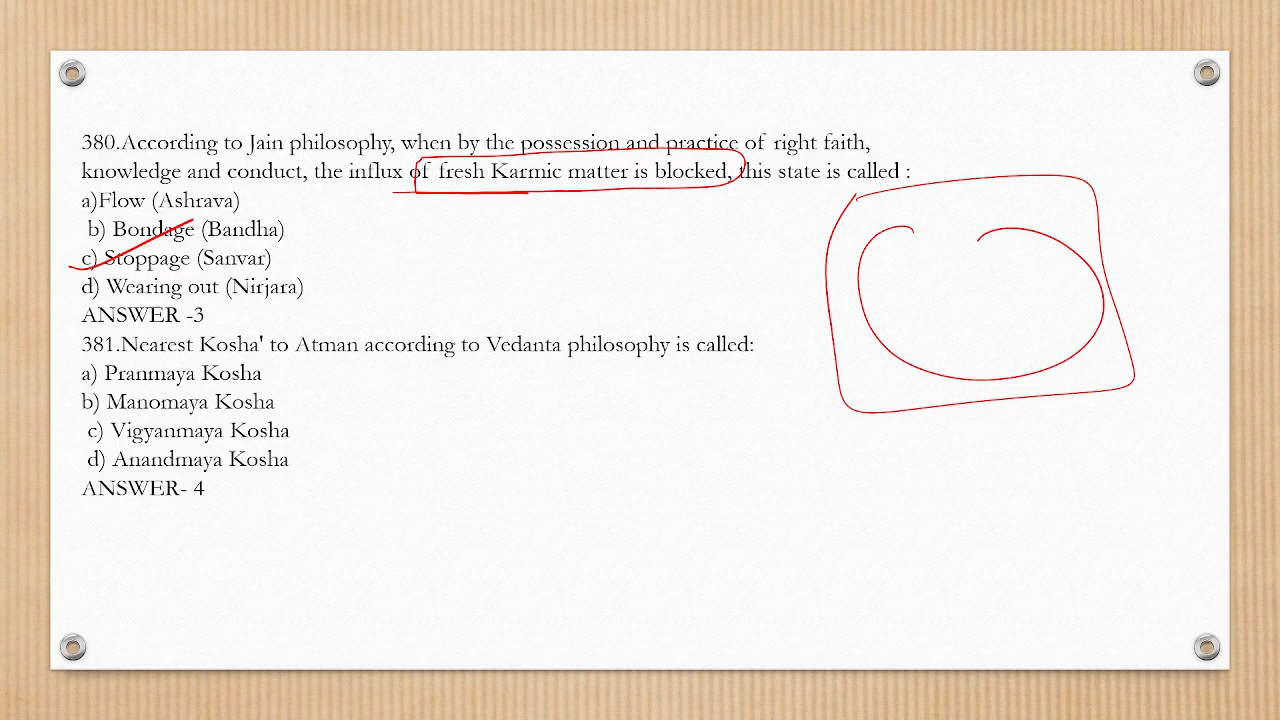 380.According to Jain philosophy, when by the possession and practice of right faith,
knowledge and conduct, the influx of fresh Karmic matter is blocked, this state is called :
a)Flow (Ashrava)
b) Bondage (Bandha)
c) Stoppage (Sanvar)
d) Wearing out (Nirjara)
ANSWER -3
381.Nearest Kosha' to Atman according to Vedanta philosophy is called:
a) Pranmaya Kosha
b) Manomaya Kosha
c) Vigyanmaya Kosha
d) Anandmaya Kosha
ANSWER- 4